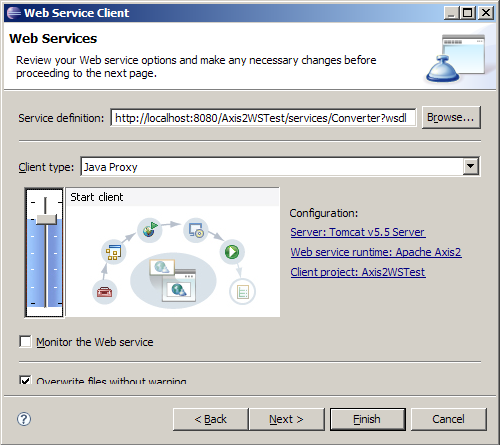 Web Service Client
Web Services
Review your Web service options and make any necessary changes before
proceeding to the next page.
Service definition: http://localhost:8080/Axis2WSTest/services/Converter?wsdl Browse...
Client type: Java Proxy
Start client
Configuration:
Server: Tomcat v5.5 Server
Web service runtime: Apache Axis2
Client project: Axis2WSTest
Monitor the Web service
Overwrite files without warning
< Back Next > Finish Cancel